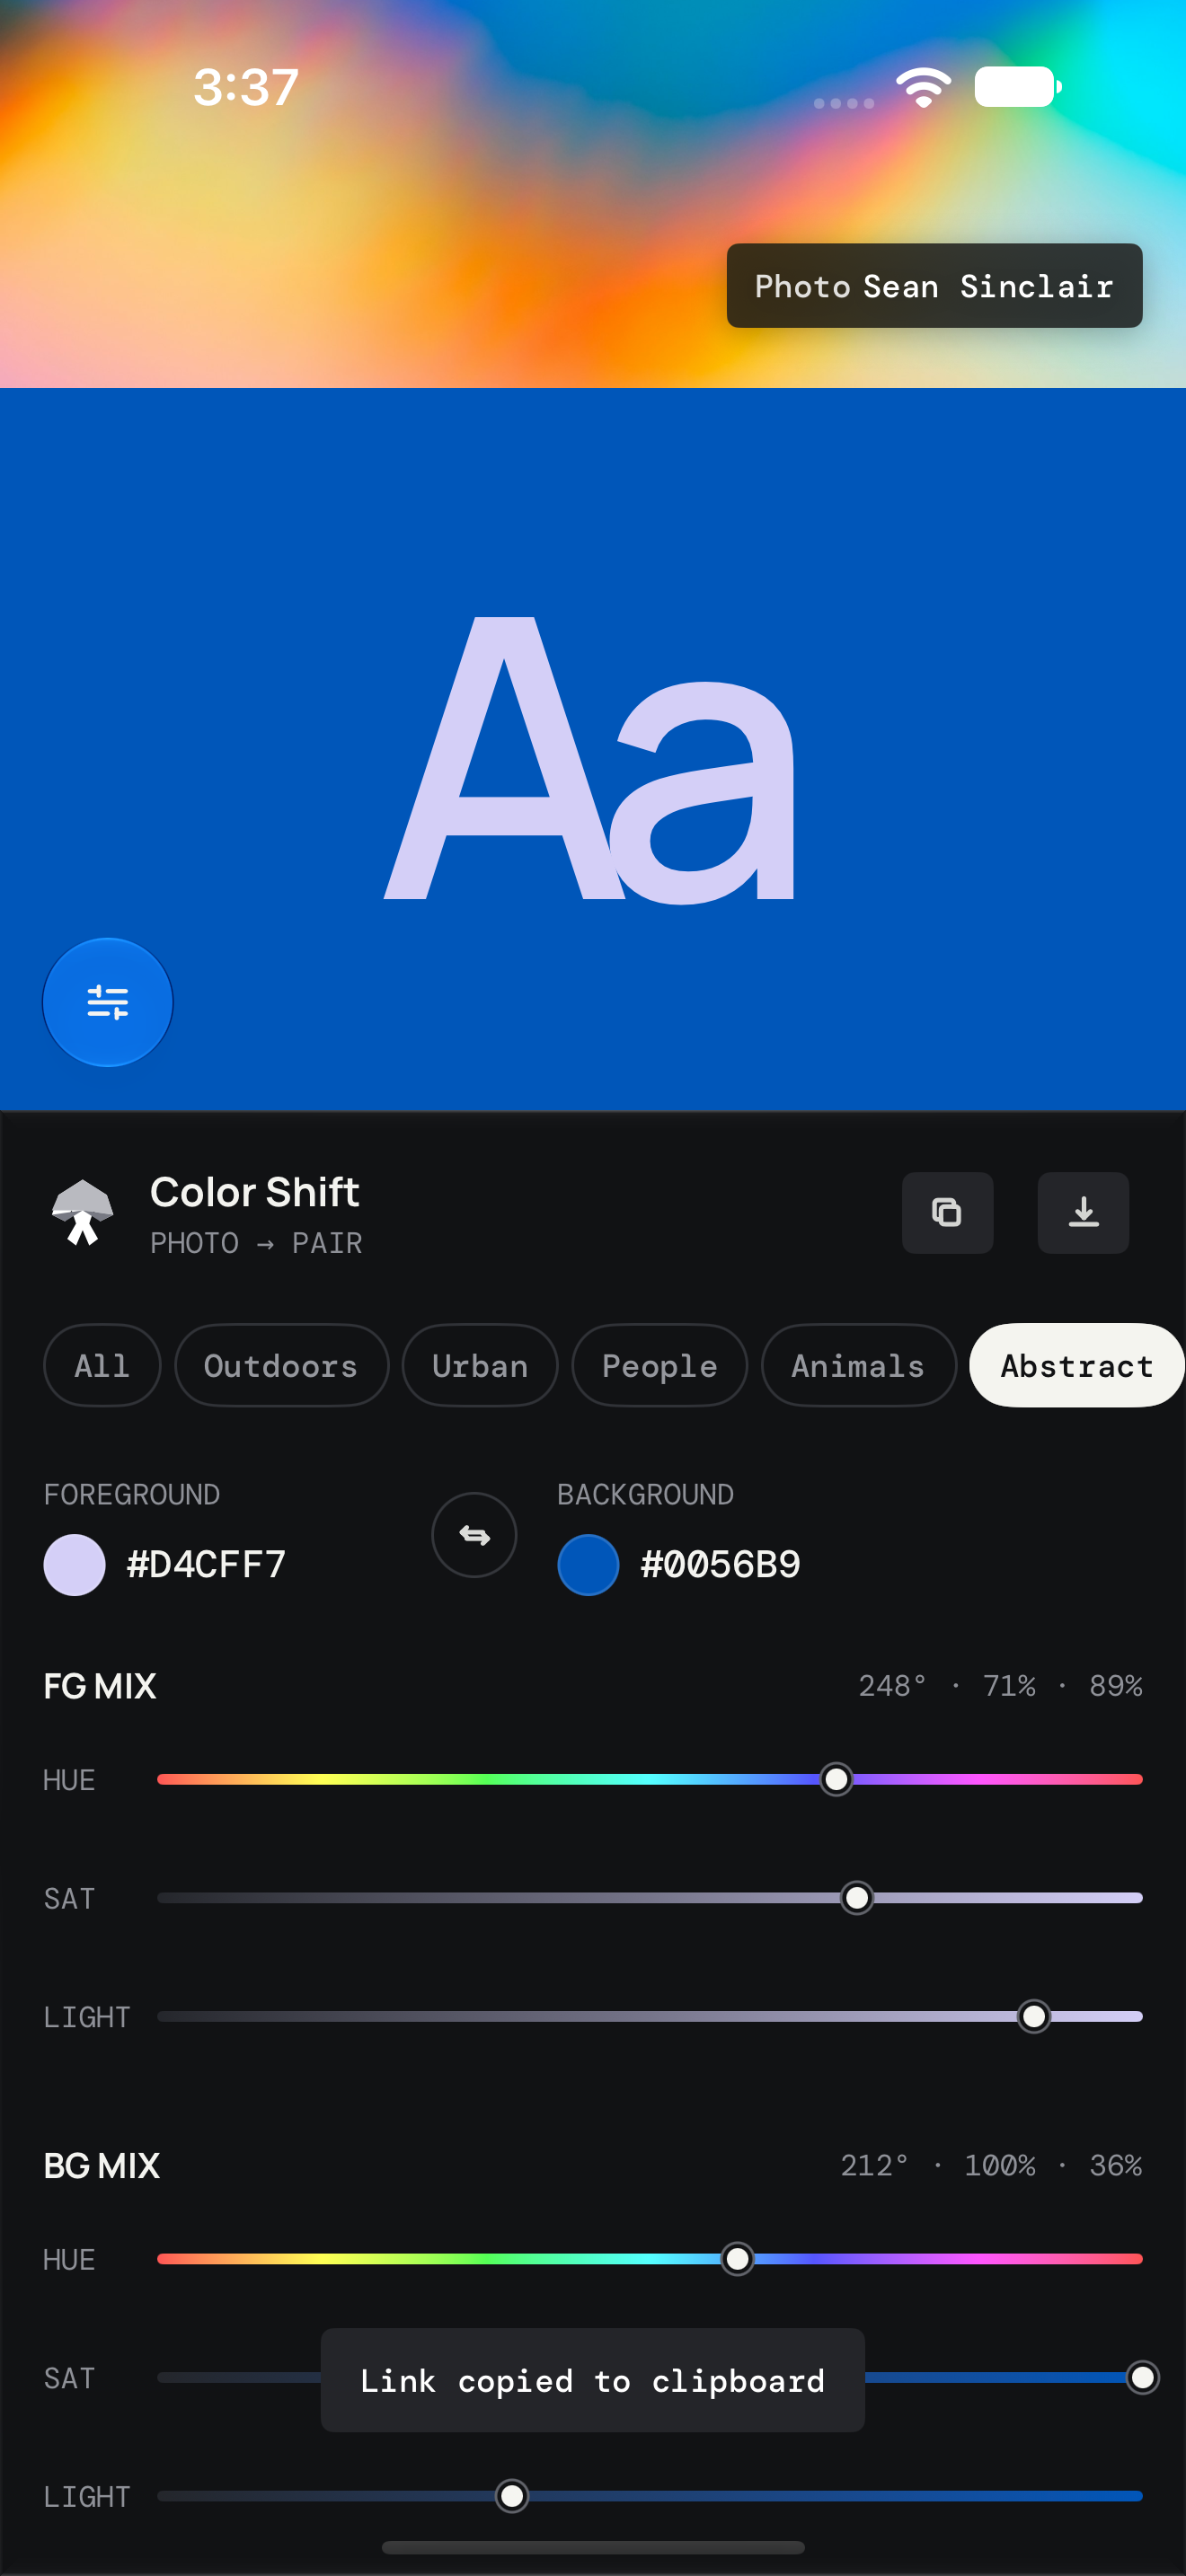 3:37
Photo Sean Sinclair
Aa
Color Shift
PHOTO → PAIR
All
Outdoors
Urban
People
Animals
Abstract
FOREGROUND
BACKGROUND
#D4CFF7
#0056B9
FG MIX
248° · 71% · 89%
HUE
SAT
LIGHT
BG MIX
212° · 100% · 36%
HUE
SAT
Link copied to clipboard
LIGHT